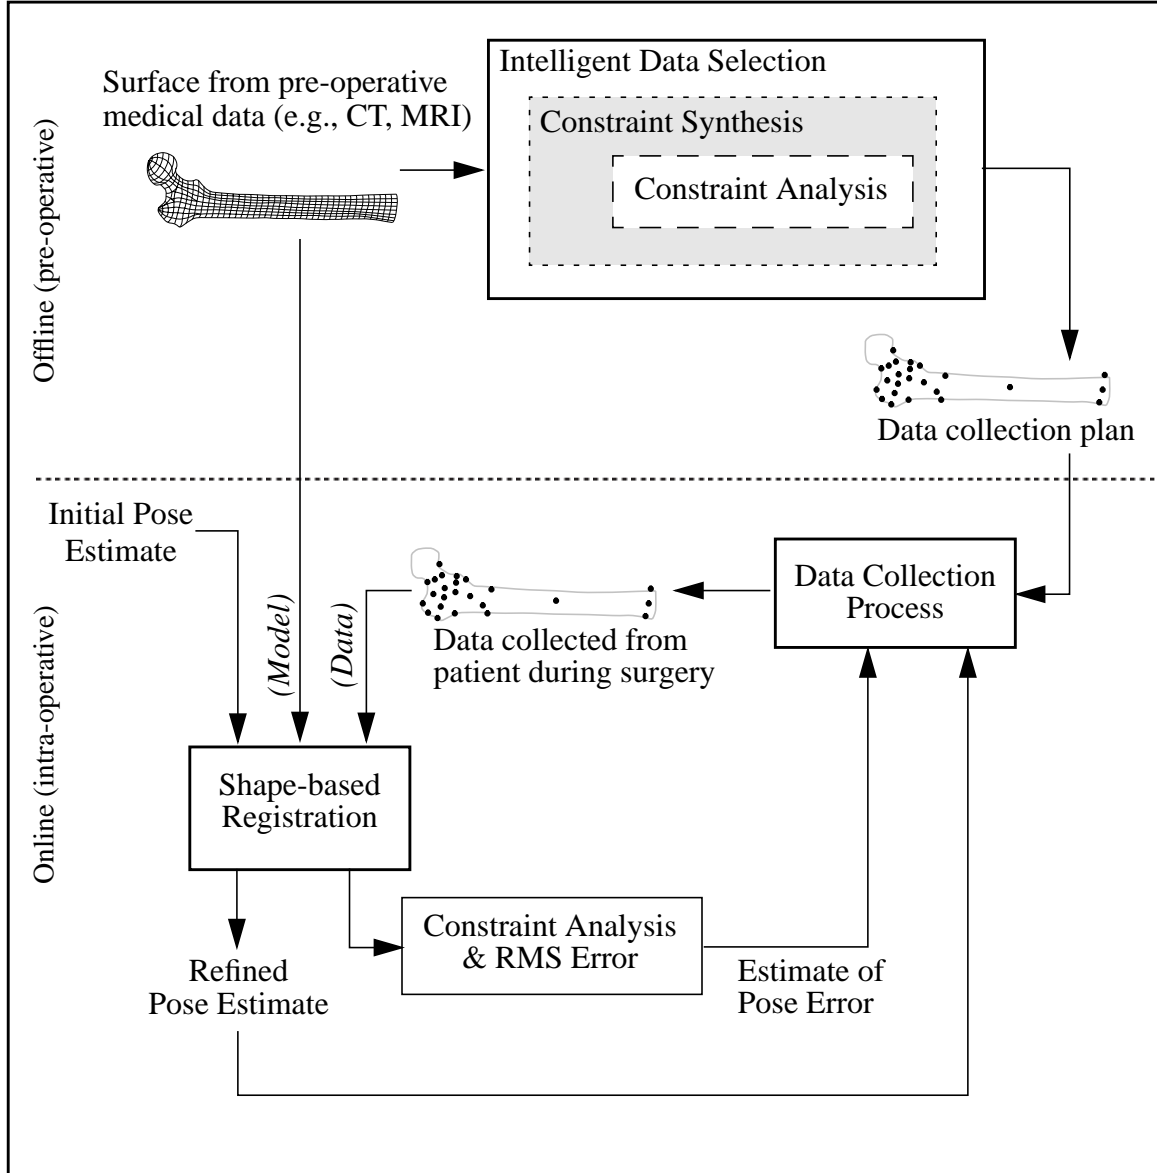 Intelligent Data Selection
Surface from pre-operative
medical data (e.g., CT, MRI)
Constraint Synthesis
Constraint Analysis
Offline (pre-operative)
Data collection plan
Initial Pose
Estimate
Data Collection
Process
(Model)
(Data)
Data collected from
patient during surgery
Online (intra-operative)
Shape-based
Registration
Constraint Analysis
& RMS Error
Refined
Pose Estimate
Estimate of
Pose Error